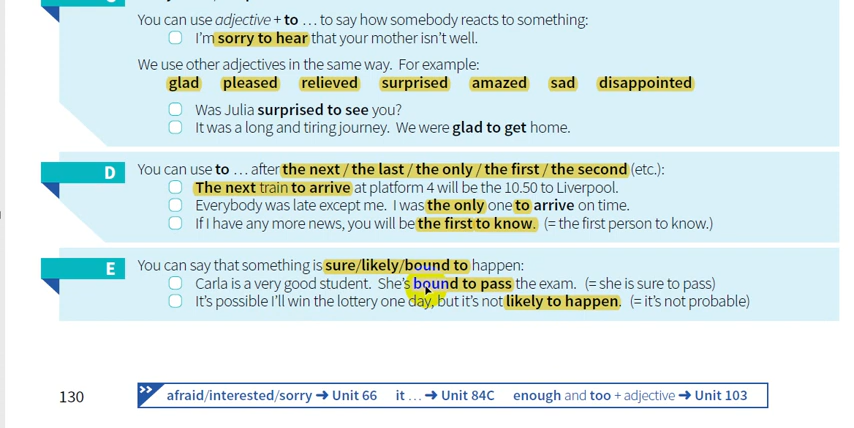 You can use adjective + to … to say how somebody reacts to something:
I'm sorry to hear that your mother isn't well.
We use other adjectives in the same way. For example:
glad pleased relieved surprised amazed sad disappointed
Was Julia surprised to see you?
It was a long and tiring journey. We were glad to get home.
D You can use to … after the next / the last / the only / the first / the second (etc.):
The next train to arrive at platform 4 will be the 10.50 to Liverpool.
Everybody was late except me. I was the only one to arrive on time.
If I have any more news, you will be the first to know. (= the first person to know.)
E You can say that something is sure/likely/bound to happen:
Carla is a very good student. She's bound to pass the exam. (= she is sure to pass)
It's possible I'll win the lottery one day, but it's not likely to happen. (= it's not probable)
130 >> afraid/interested/sorry ➜ Unit 66 it … ➜ Unit 84C enough and too + adjective ➜ Unit 103